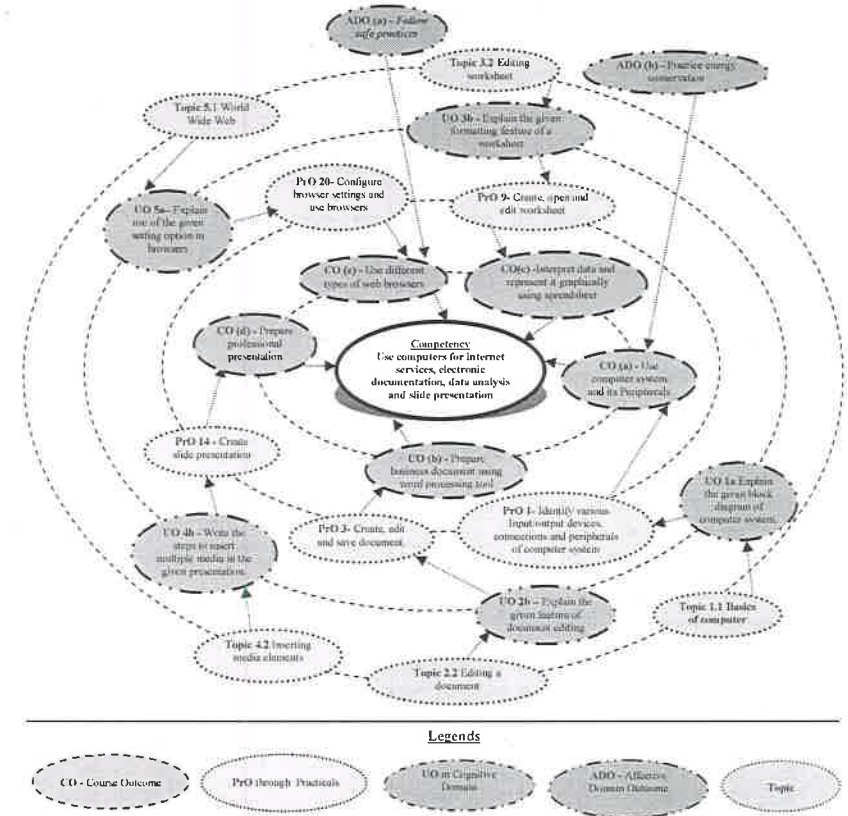 ADO (a) - Follow
safe practices
Topic 3.2 Editing
worksheet
ADO (b) - Practice energy
conservation
Topic 5.1 World
Wide Web
UO 3b - Explain the given
formatting feature of a
worksheet
PrO 20- Configure
browser settings and
use browsers
PrO 9- Create, open and
edit worksheet
UO 5a- Explain
use of the given
setting option in
browsers
CO (e) - Use different
types of web browsers
CO(c) -Interpret data and
represent it graphically
using spreadsheet
CO (d) - Prepare
professional
presentation
Competency
Use computers for internet
services, electronic
documentation, data analysis
and slide presentation
CO (a) - Use
computer system
and its Peripherals
PrO 14 - Create
slide presentation
CO (b) - Prepare
business document using
word processing tool
UO 1a Explain
the given block
diagram of
computer system.
PrO 3- Create, edit
and save document.
PrO 1- Identify various
Input/output devices,
connections and peripherals
of computer system
UO 4b - Write the
steps to insert
multiple media in the
given presentation.
UO 2b - Explain the
given feature of
document editing
Topic 1.1 Basics
of computer
Topic 4.2 Inserting
media elements
Topic 2.2 Editing a
document
Legends
CO - Course Outcome
PrO through Practicals
UO in Cognitive
Domain
ADO - Affective
Domain Outcome
Topic